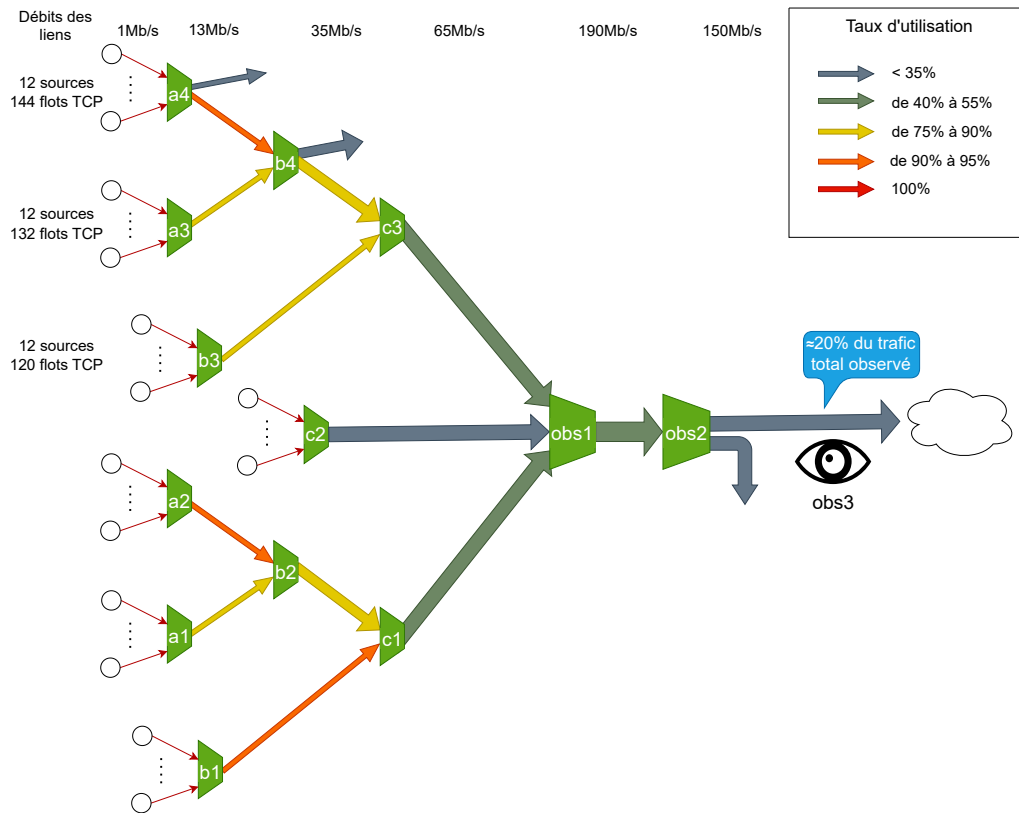 Débits des
liens
1Mb/s
13Mb/s
35Mb/s
65Mb/s
190Mb/s
150Mb/s
Taux d'utilisation
< 35%
de 40% à 55%
de 75% à 90%
de 90% à 95%
100%
12 sources
144 flots TCP
a4
b4
12 sources
132 flots TCP
a3
c3
12 sources
120 flots TCP
b3
≈20% du trafic
total observé
c2
obs1
obs2
obs3
a2
b2
a1
c1
b1